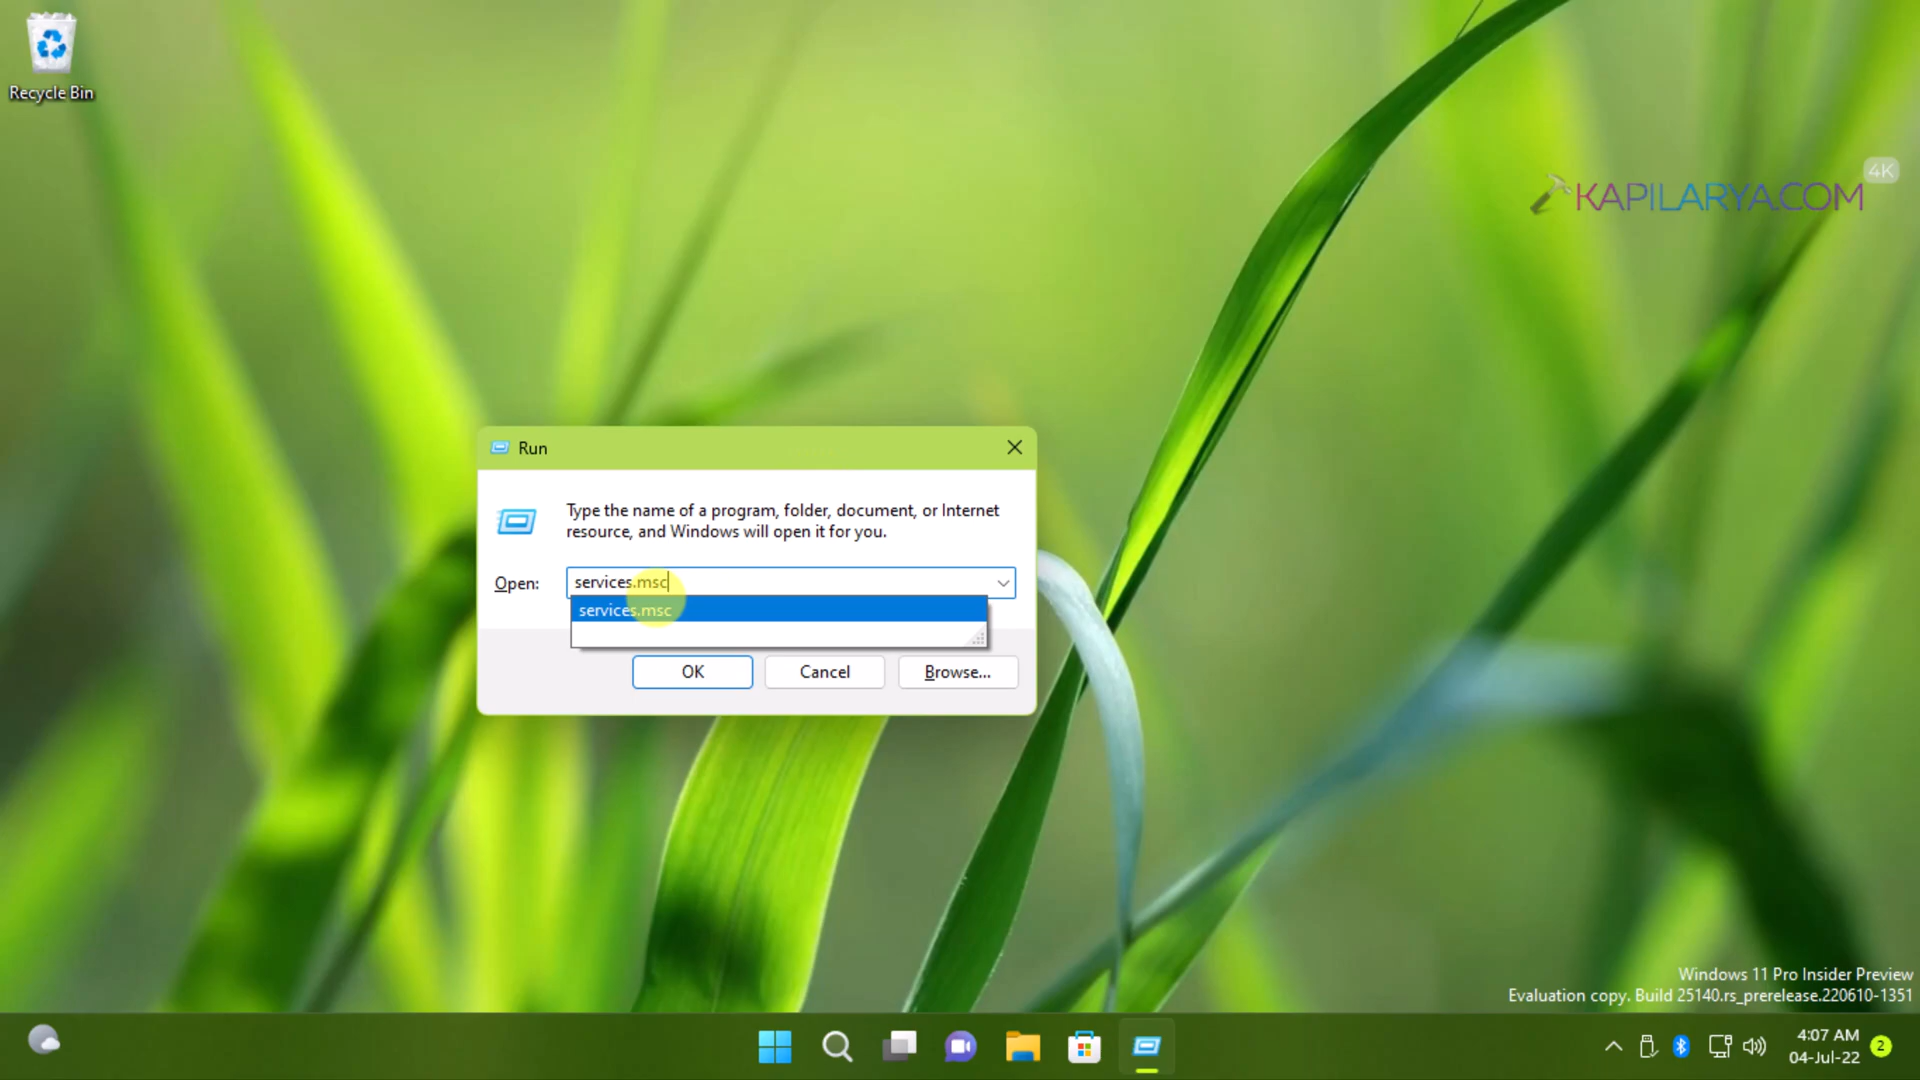 Recycle Bin
4K
KAPILARYA.COM
Run
Type the name of a program, folder, document, or Internet
resource, and Windows will open it for you.
Open:
services.msc
services.msc
OK
Cancel
Browse...
Windows 11 Pro Insider Preview
Evaluation copy. Build 25140.rs_prerelease.220610-1351
4:07 AM
04-Jul-22
2